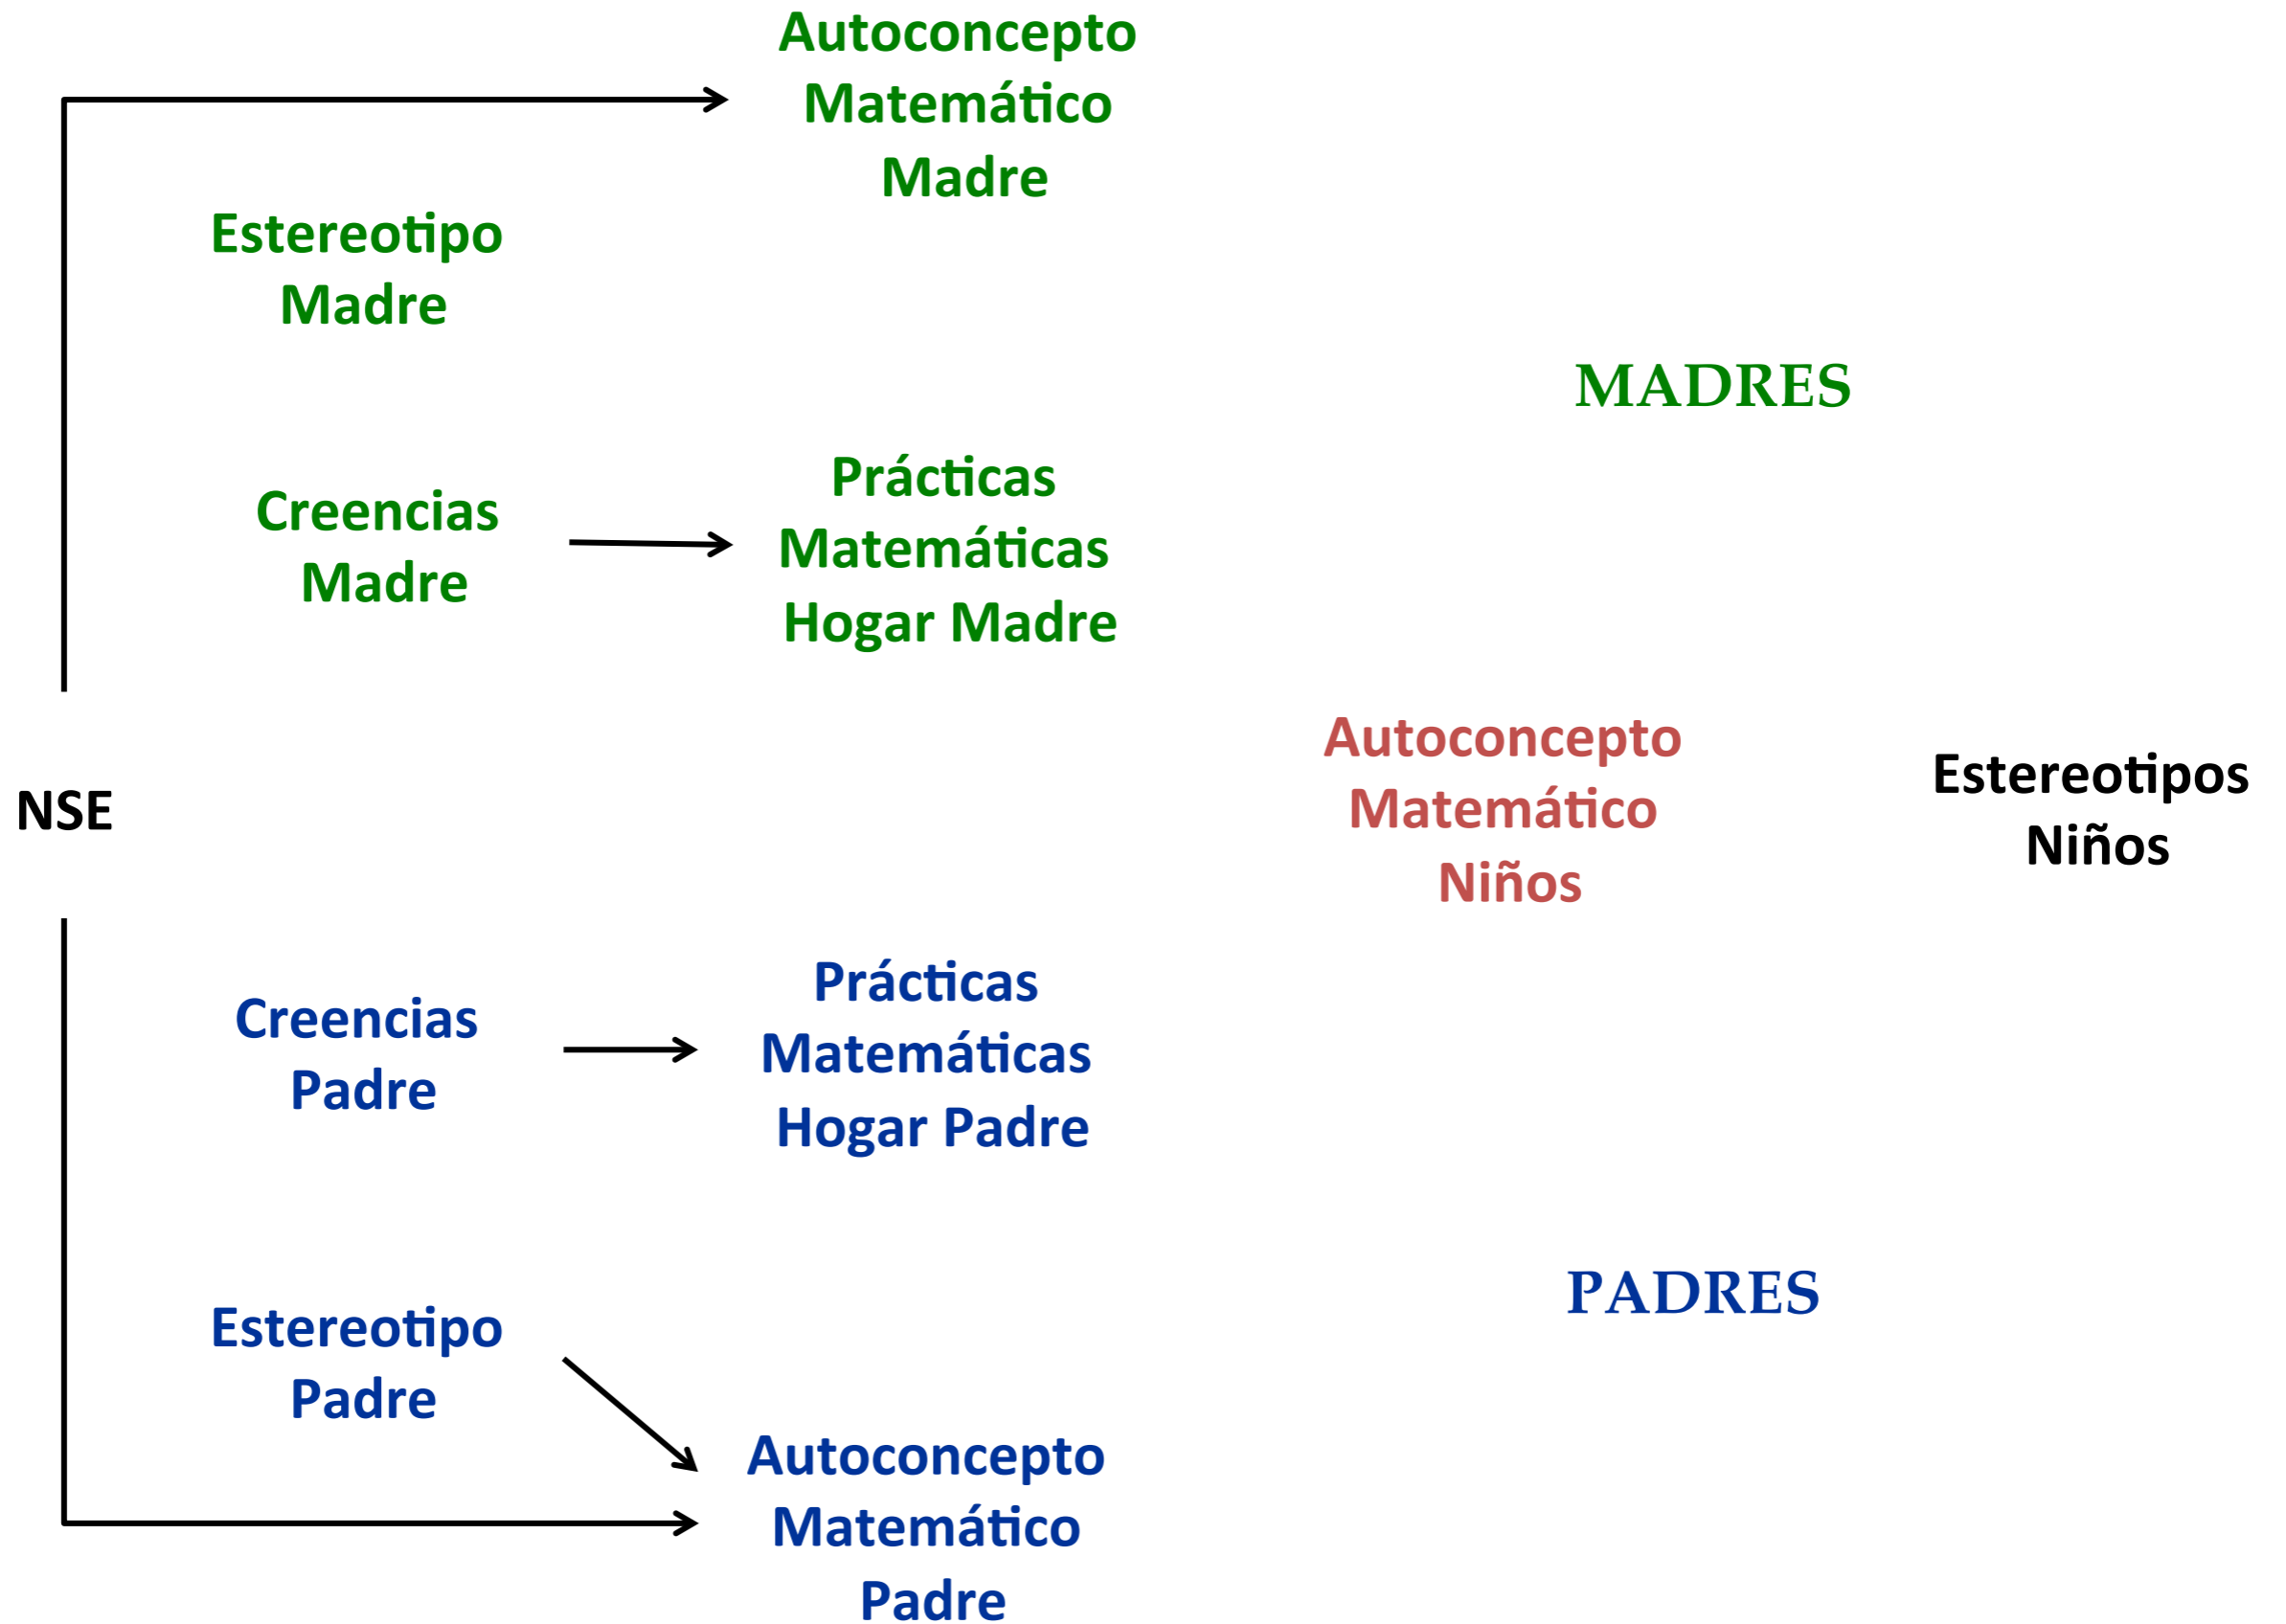 Autoconcepto
Matemático
Madre
Estereotipo
Madre
MADRES
Creencias
Madre
Prácticas
Matemáticas
Hogar Madre
NSE
Autoconcepto
Matemático
Niños
Estereotipos
Niños
Creencias
Padre
Prácticas
Matemáticas
Hogar Padre
PADRES
Estereotipo
Padre
Autoconcepto
Matemático
Padre